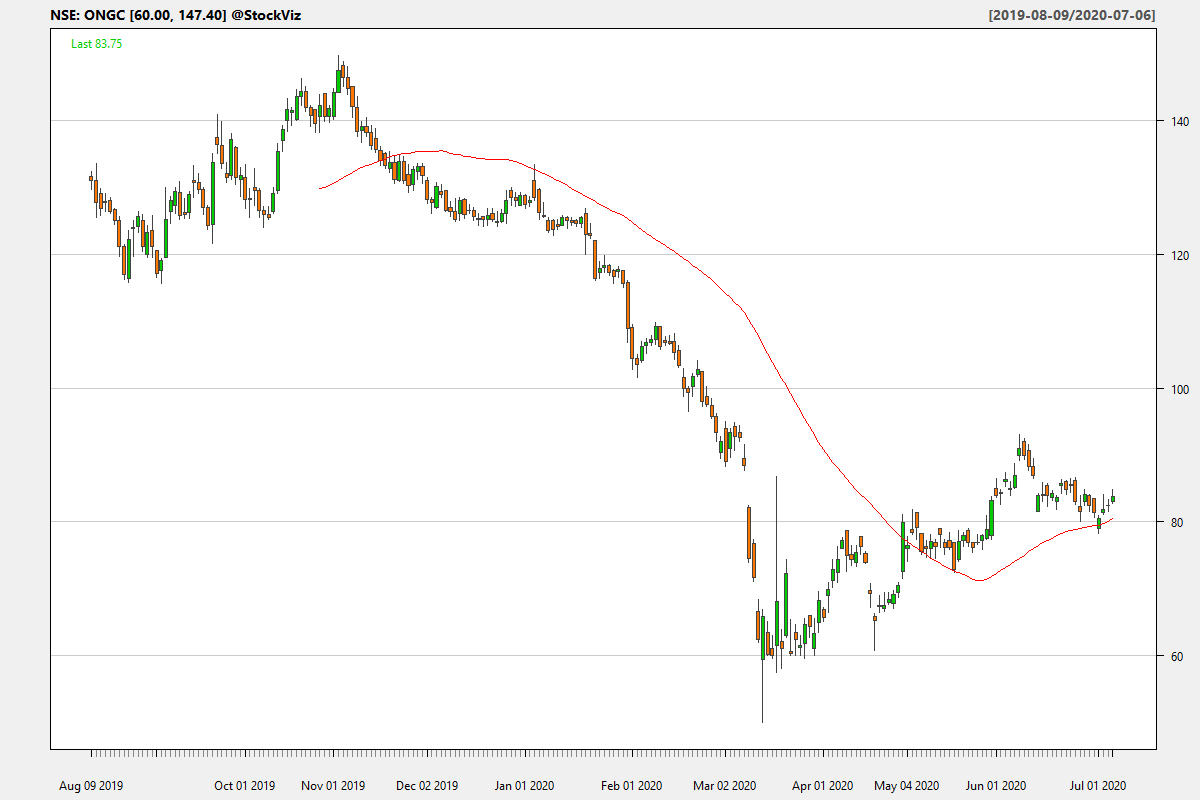 NSE: ONGC [60.00, 147.40] @StockViz
[2019-08-09/2020-07-06]
Last 83.75
140
120
100
80
60
Aug 09 2019 Oct 01 2019 Nov 01 2019 Dec 02 2019 Jan 01 2020 Feb 01 2020 Mar 02 2020 Apr 01 2020 May 04 2020 Jun 01 2020 Jul 01 2020